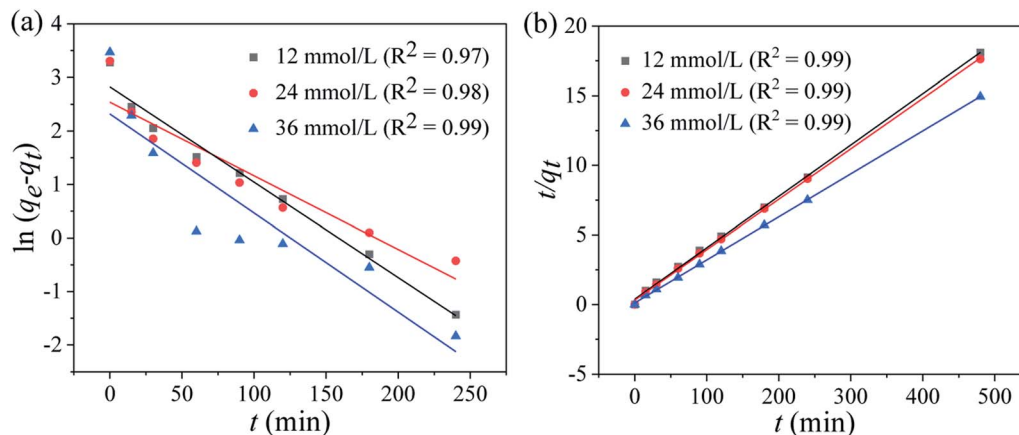 (a)
ln (qe-qt)
4
3
2
1
0
-1
-2
12 mmol/L (R2 = 0.97)
24 mmol/L (R2 = 0.98)
36 mmol/L (R2 = 0.99)
0 50 100 150 200 250
t (min)
(b)
t/qt
20
15
10
5
0
-5
12 mmol/L (R2 = 0.99)
24 mmol/L (R2 = 0.99)
36 mmol/L (R2 = 0.99)
0 100 200 300 400 500
t (min)